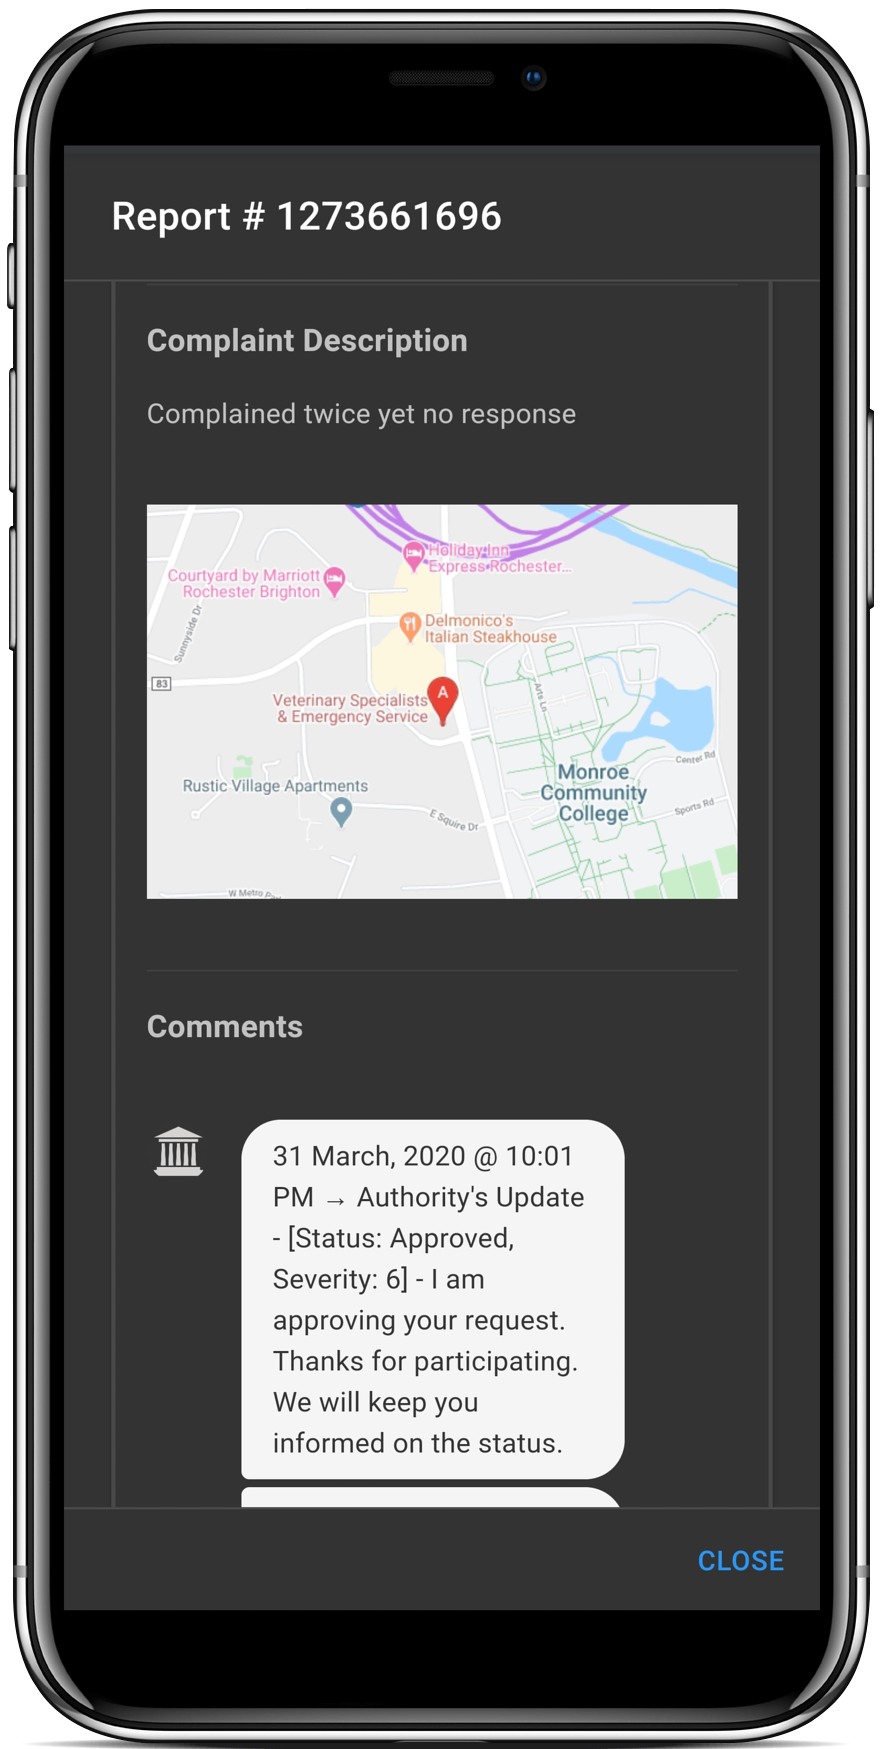 Report # 1273661696
Complaint Description
Complained twice yet no response
Holiday Inn
Express Rochester...
Courtyard by Marriott
Rochester Brighton
Delmonico's
Italian Steakhouse
Sunnyside Dr
83
Arts Ln
A
Veterinary Specialists
& Emergency Service
Monroe
Community
College
Center Rd
Rustic Village Apartments
Sports Rd
E Squire Dr
W Metro Par
Comments
31 March, 2020 @ 10:01
PM → Authority's Update
- [Status: Approved,
Severity: 6] - I am
approving your request.
Thanks for participating.
We will keep you
informed on the status.
CLOSE